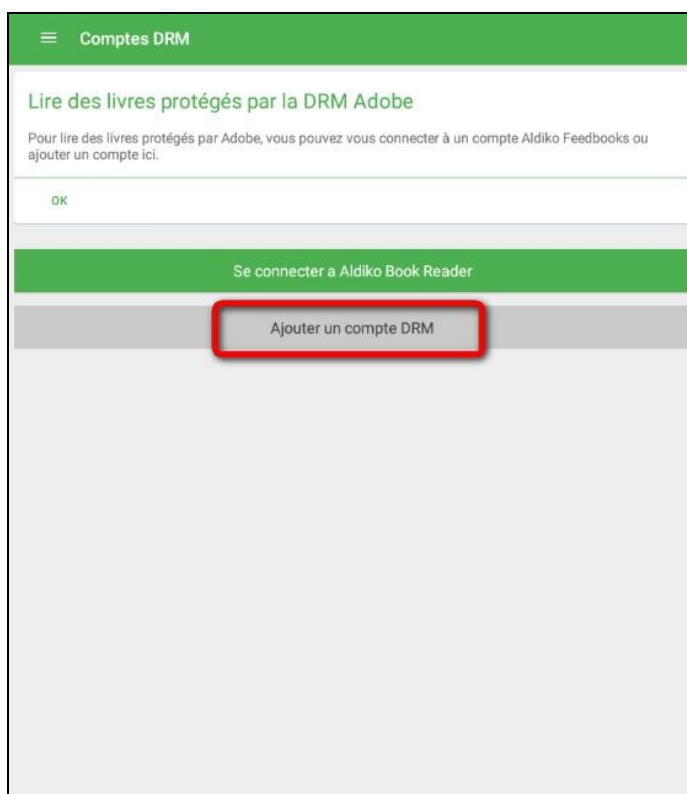 Comptes DRM
Lire des livres protégés par la DRM Adobe
Pour lire des livres protégés par Adobe, vous pouvez vous connecter à un compte Aldiko Feedbooks ou
ajouter un compte ici.
OK
Se connecter a Aldiko Book Reader
Ajouter un compte DRM